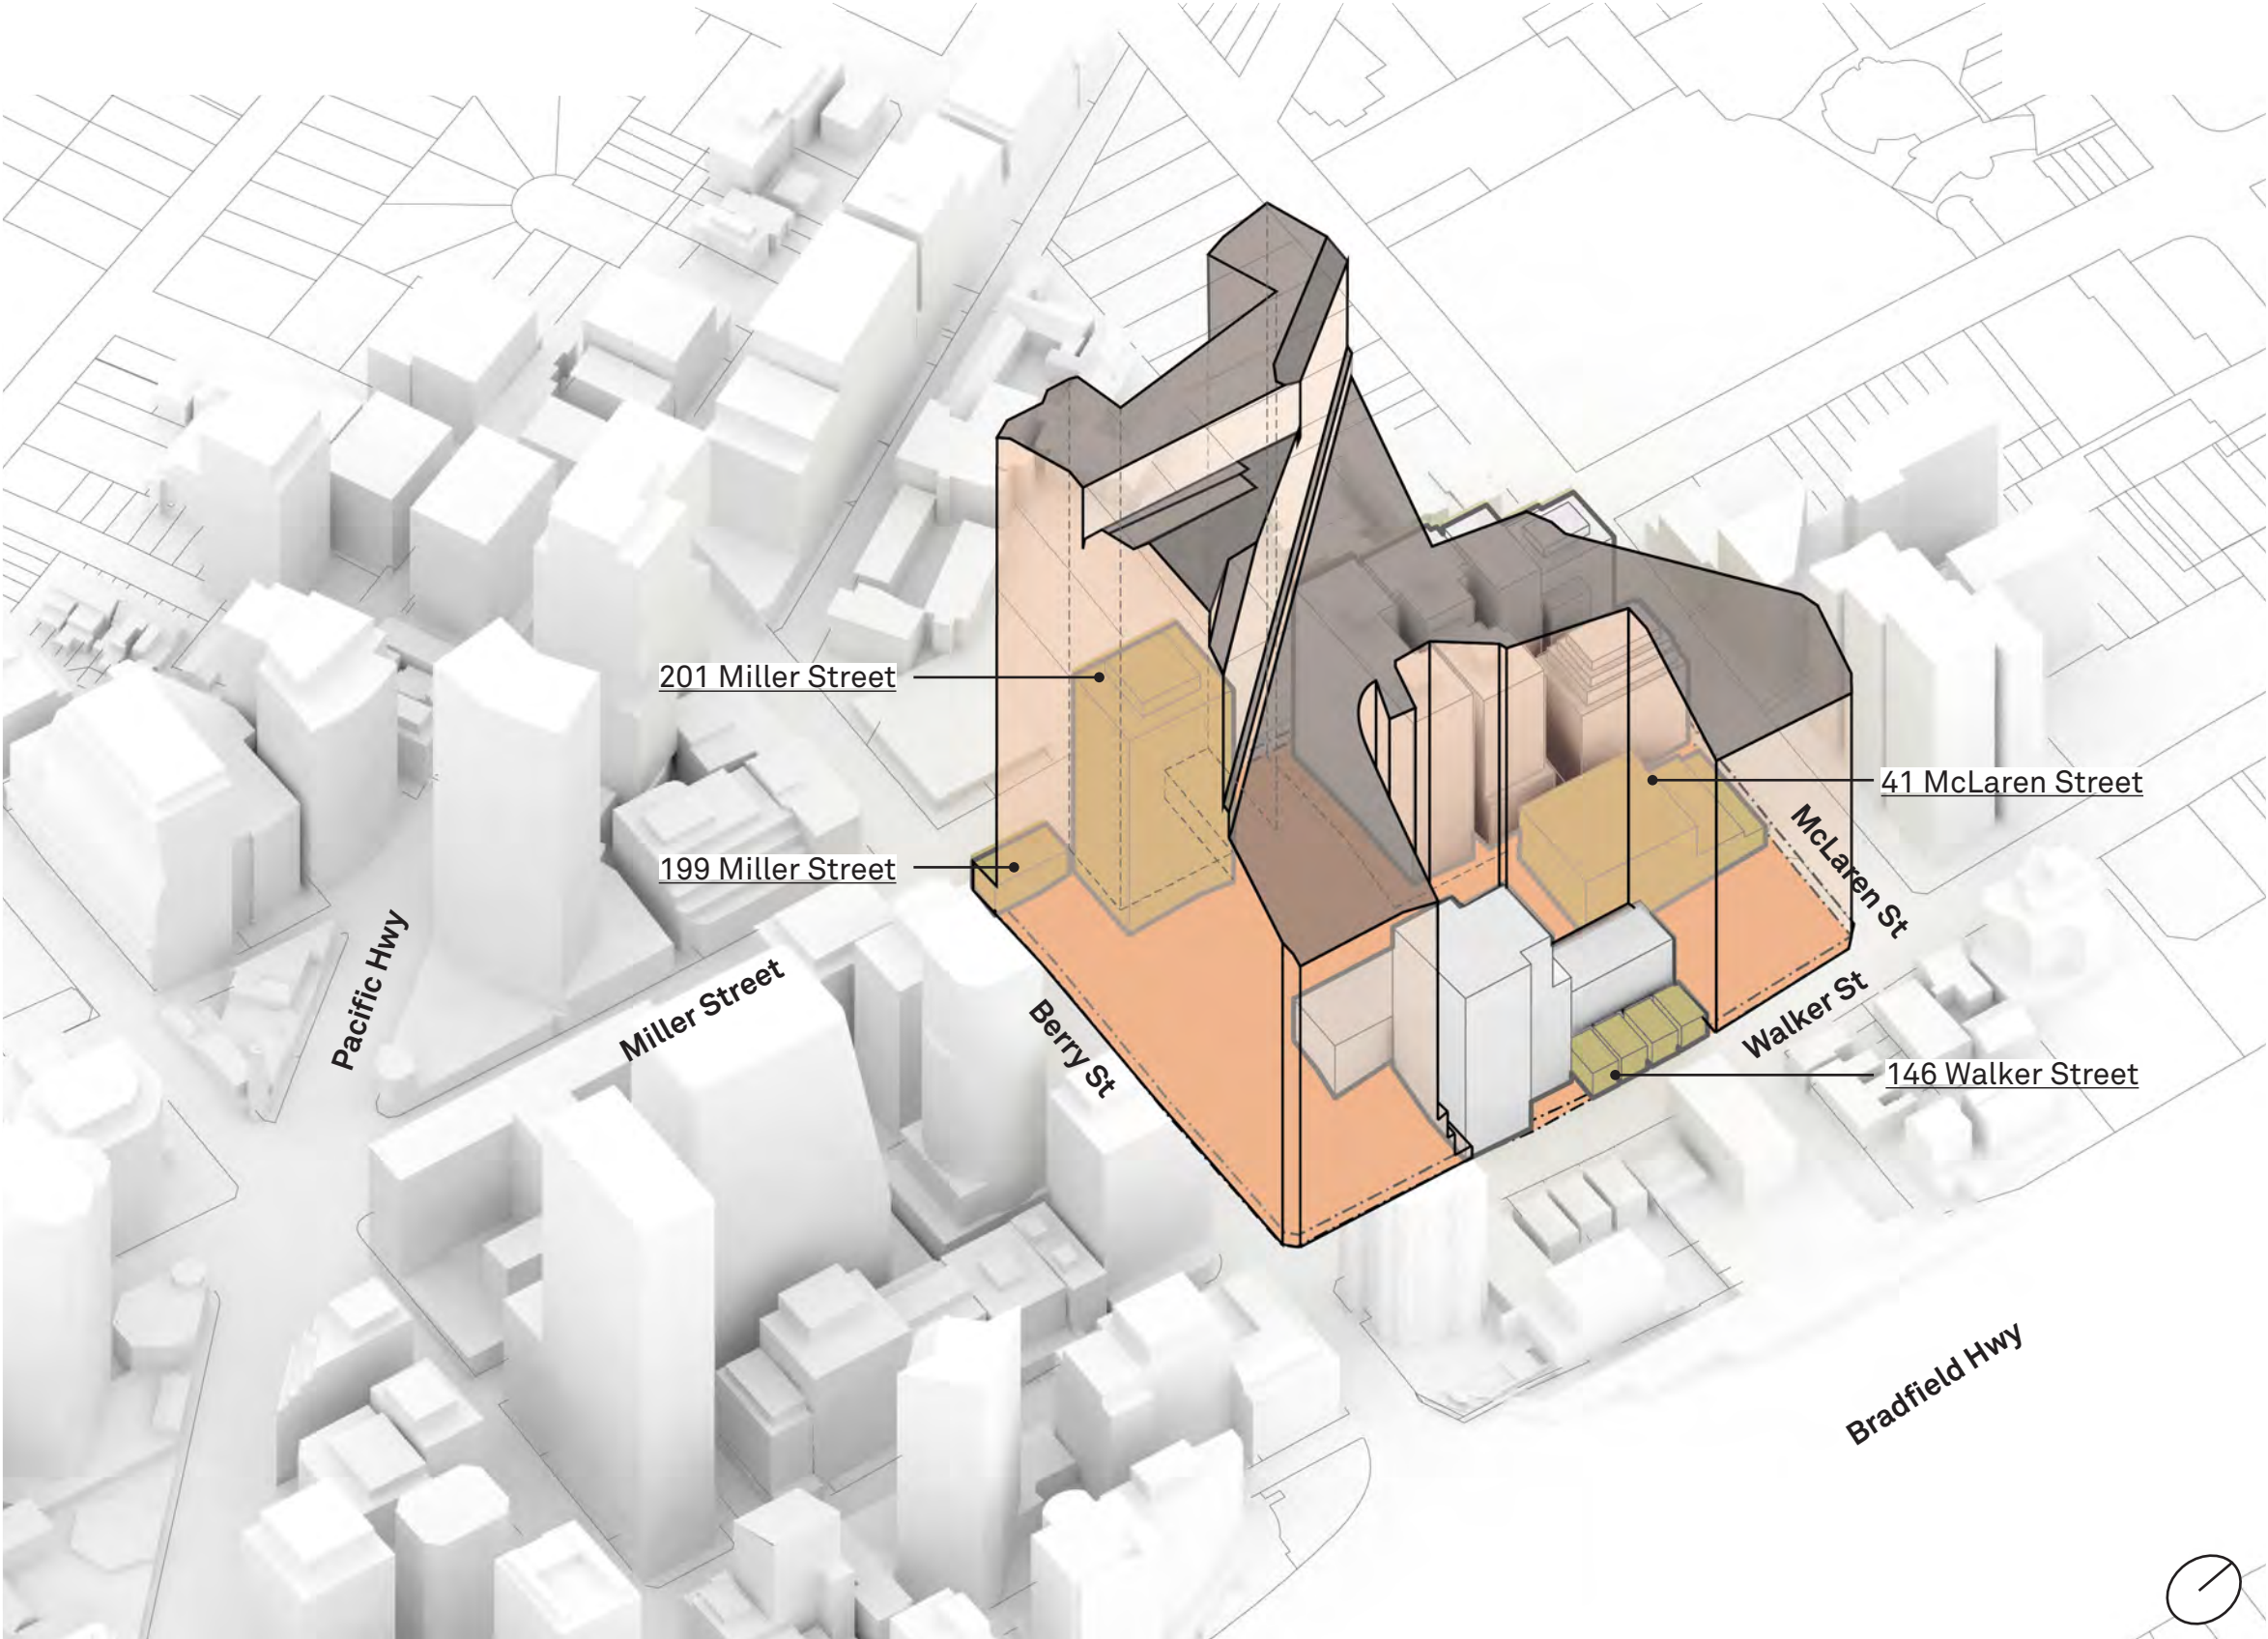 201 Miller Street
41 McLaren Street
McLaren St
199 Miller Street
Pacific Hwy
Miller Street
Berry St
Walker St
146 Walker Street
Bradfield Hwy